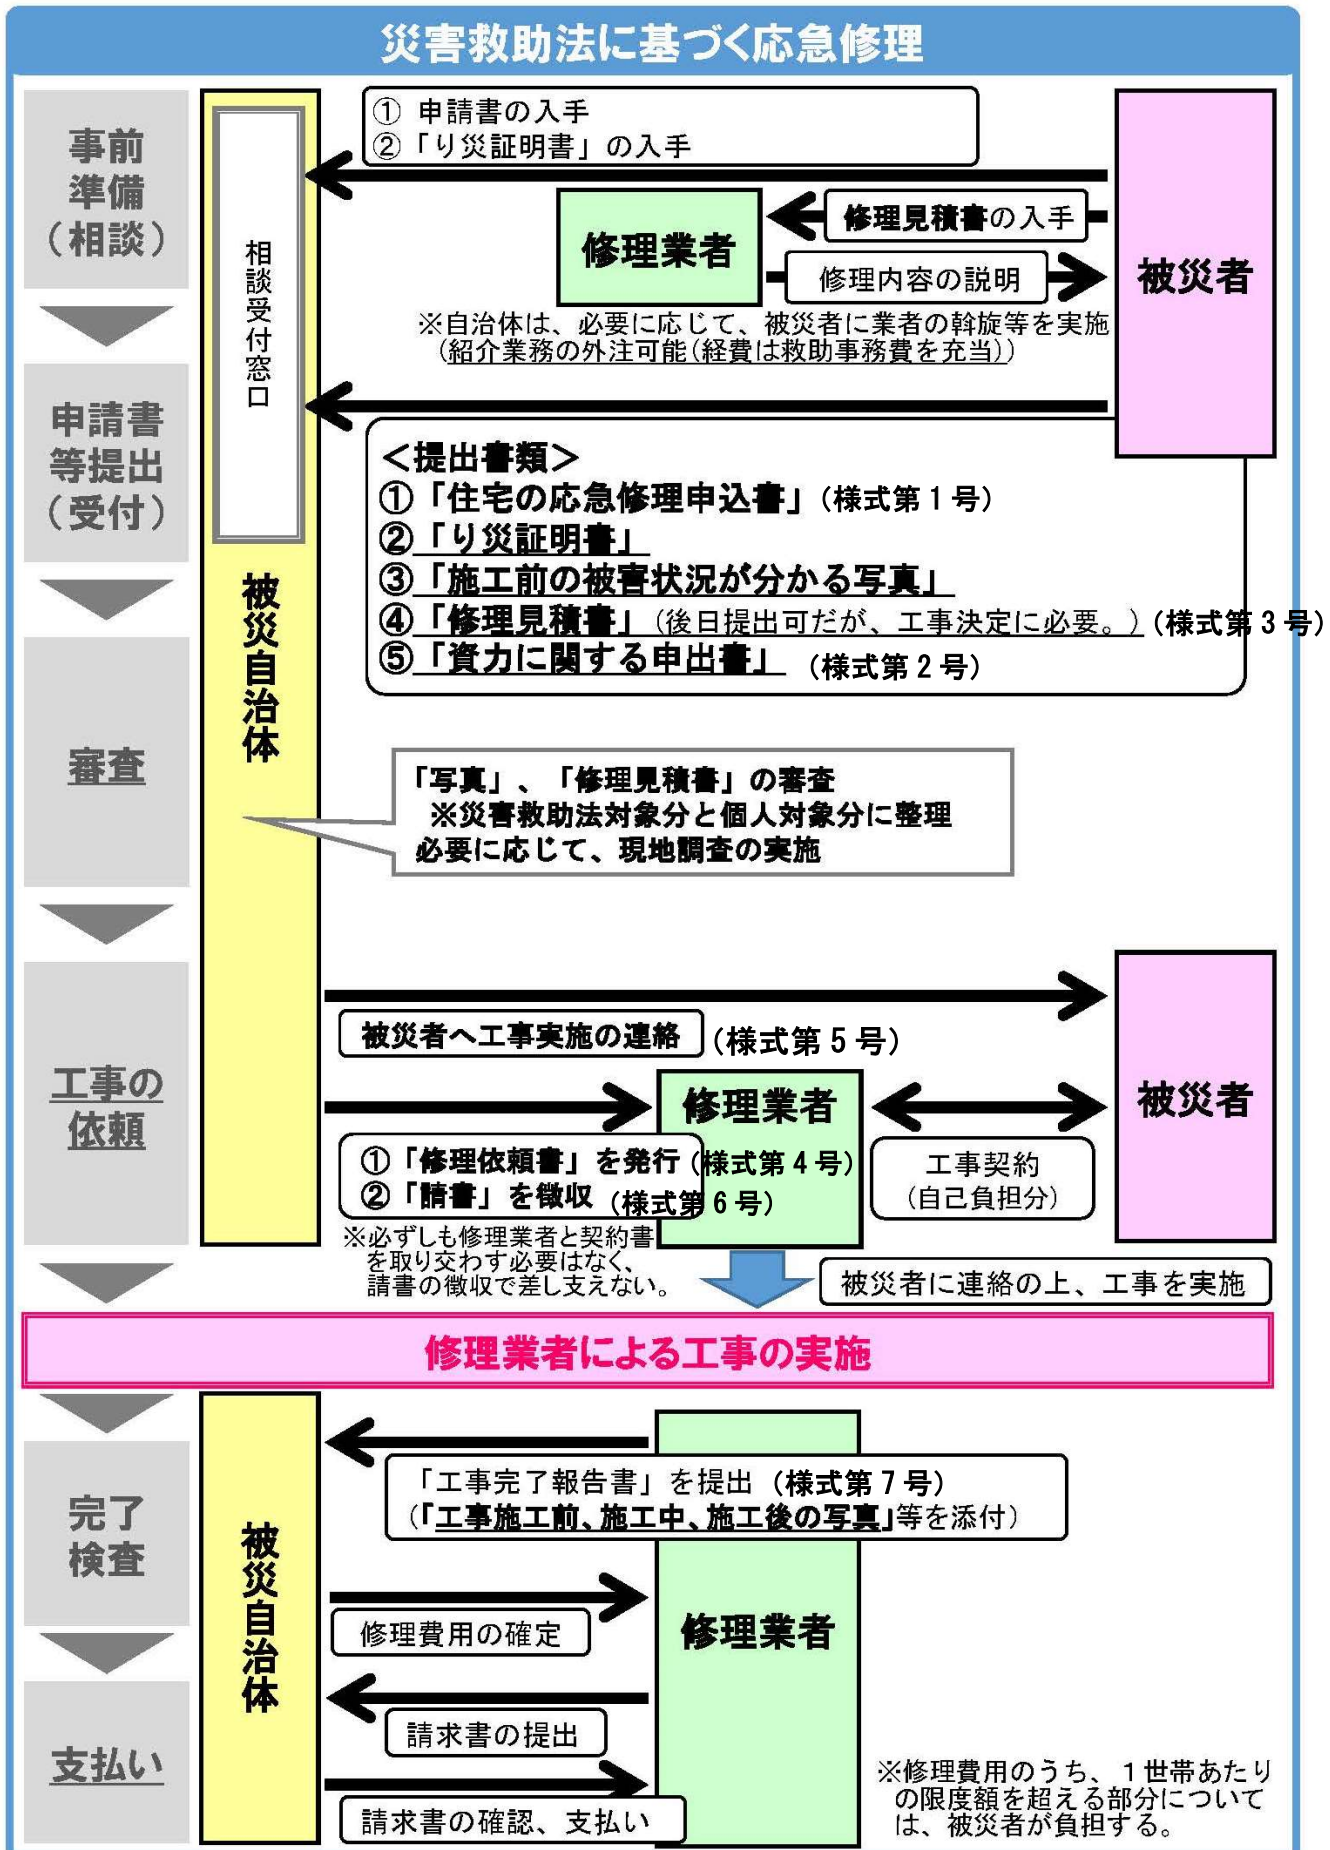 災害救助法に基づく応急修理
事前
準備
（相談）
相談受付窓口
① 申請書の入手
②「り災証明書」の入手
修理業者
修理見積書の入手
修理内容の説明
被災者
※自治体は、必要に応じて、被災者に業者の斡旋等を実施
（紹介業務の外注可能（経費は救助事務費を充当））
申請書
等提出
（受付）
＜提出書類＞
①「住宅の応急修理申込書」（様式第１号）
②「り災証明書」
③「施工前の被害状況が分かる写真」
④「修理見積書」（後日提出可だが、工事決定に必要。）（様式第３号）
⑤「資力に関する申出書」（様式第２号）
被災自治体
審査
「写真」、「修理見積書」の審査
※災害救助法対象分と個人対象分に整理
必要に応じて、現地調査の実施
工事の
依頼
被災者へ工事実施の連絡（様式第５号）
修理業者
被災者
①「修理依頼書」を発行（様式第４号）
②「請書」を徴収（様式第６号）
工事契約
（自己負担分）
※必ずしも修理業者と契約書
を取り交わす必要はなく、
請書の徴収で差し支えない。
被災者に連絡の上、工事を実施
修理業者による工事の実施
完了
検査
被災自治体
「工事完了報告書」を提出（様式第７号）
（「工事施工前、施工中、施工後の写真」等を添付）
修理費用の確定
修理業者
請求書の提出
支払い
請求書の確認、支払い
※修理費用のうち、１世帯あたり
の限度額を超える部分について
は、被災者が負担する。